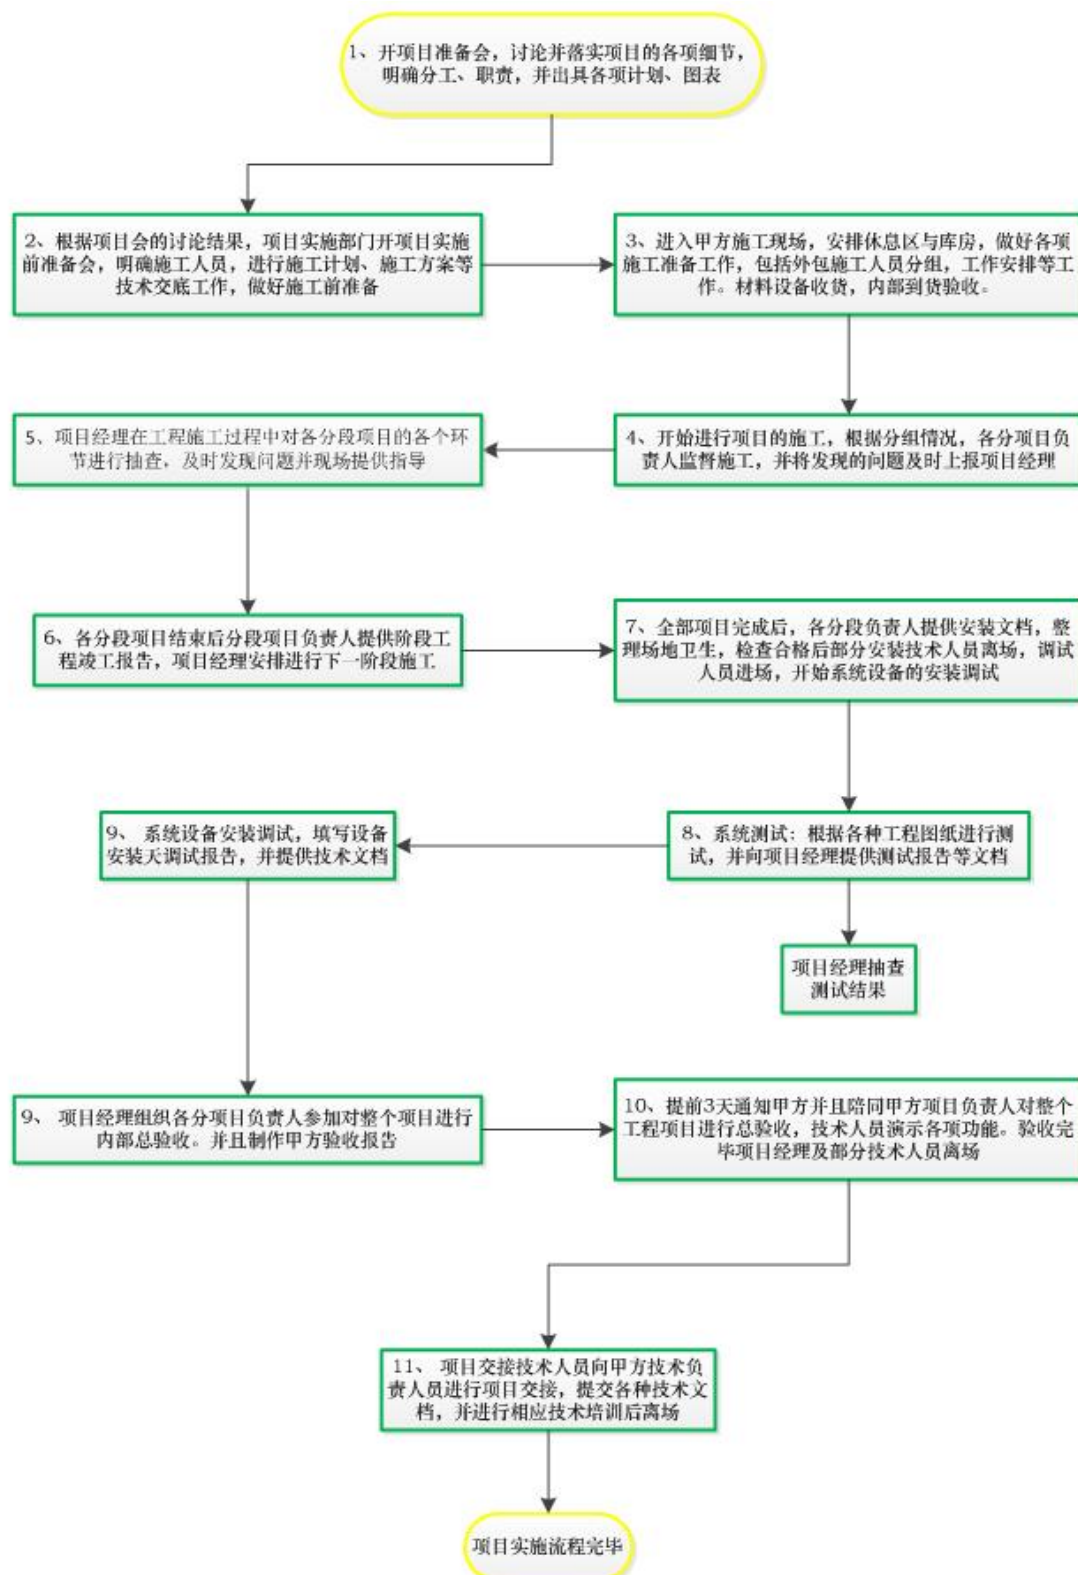 1、开项目准备会，讨论并落实项目的各项细节，
明确分工、职责，并出具各项计划、图表
2、根据项目会的讨论结果，项目实施部门开项目实施
前准备会，明确施工人员，进行施工计划、施工方案等
技术交底工作，做好施工前准备
3、进入甲方施工现场，安排休息区与库房，做好各项
施工准备工作，包括外包施工人员分组，工作安排等工
作。材料设备收货，内部到货验收。
4、开始进行项目的施工，根据分组情况，各分项目负
责人监督施工，并将发现的问题及时上报项目经理
5、项目经理在工程施工过程中对各分段项目的各个环
节进行抽查，及时发现问题并现场提供指导
6、各分段项目结束后分段项目负责人提供阶段工
程竣工报告，项目经理安排进行下一阶段施工
7、全部项目完成后，各分段负责人提供安装文档，整
理场地卫生，检查合格后部分安装技术人员离场，调试
人员进场，开始系统设备的安装调试
8、系统测试：根据各种工程图纸进行测
试，并向项目经理提供测试报告等文档
项目经理抽查
测试结果
9、 系统设备安装调试，填写设备
安装天调试报告，并提供技术文档
9、 项目经理组织各分项目负责人参加对整个项目进行
内部总验收。并且制作甲方验收报告
10、提前3天通知甲方并且陪同甲方项目负责人对整个
工程项目进行总验收，技术人员演示各项功能。验收完
毕项目经理及部分技术人员离场
11、 项目交接技术人员向甲方技术负
责人员进行项目交接，提交各种技术文
档，并进行相应技术培训后离场
项目实施流程完毕